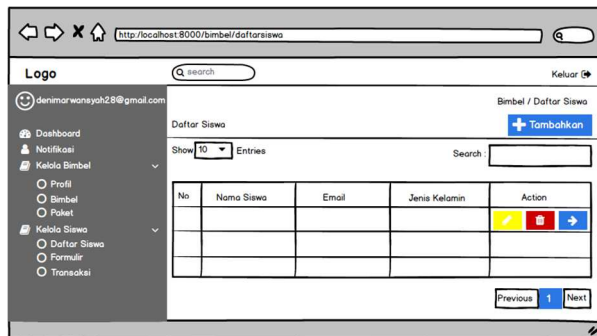 http:/localhost:8000/bimbel/daftarsiswa
Logo
search
Keluar
denimarwansyah28@gmail.com
Bimbel / Daftar Siswa
Dashboard
Notifikasi
Kelola Bimbel
Profil
Bimbel
Paket
Kelola Siswa
Daftar Siswa
Formulir
Transaksi
Daftar Siswa
Tambahkan
Show 10 Entries
Search :
No Nama Siswa Email Jenis Kelamin Action
Previous 1 Next